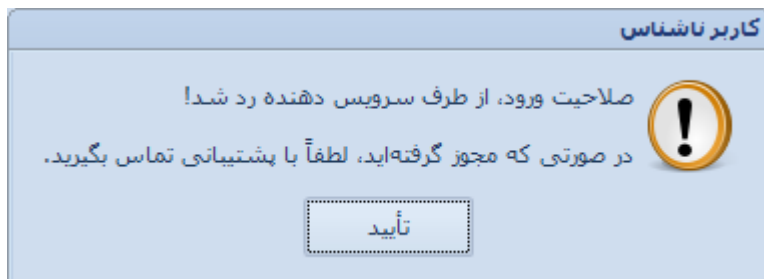 کاربر ناشناس
صلاحیت ورود، از طرف سرویس دهنده رد شد!
در صورتی که مجوز گرفته‌اید، لطفاً با پشتیبانی تماس بگیرید.
تأیید